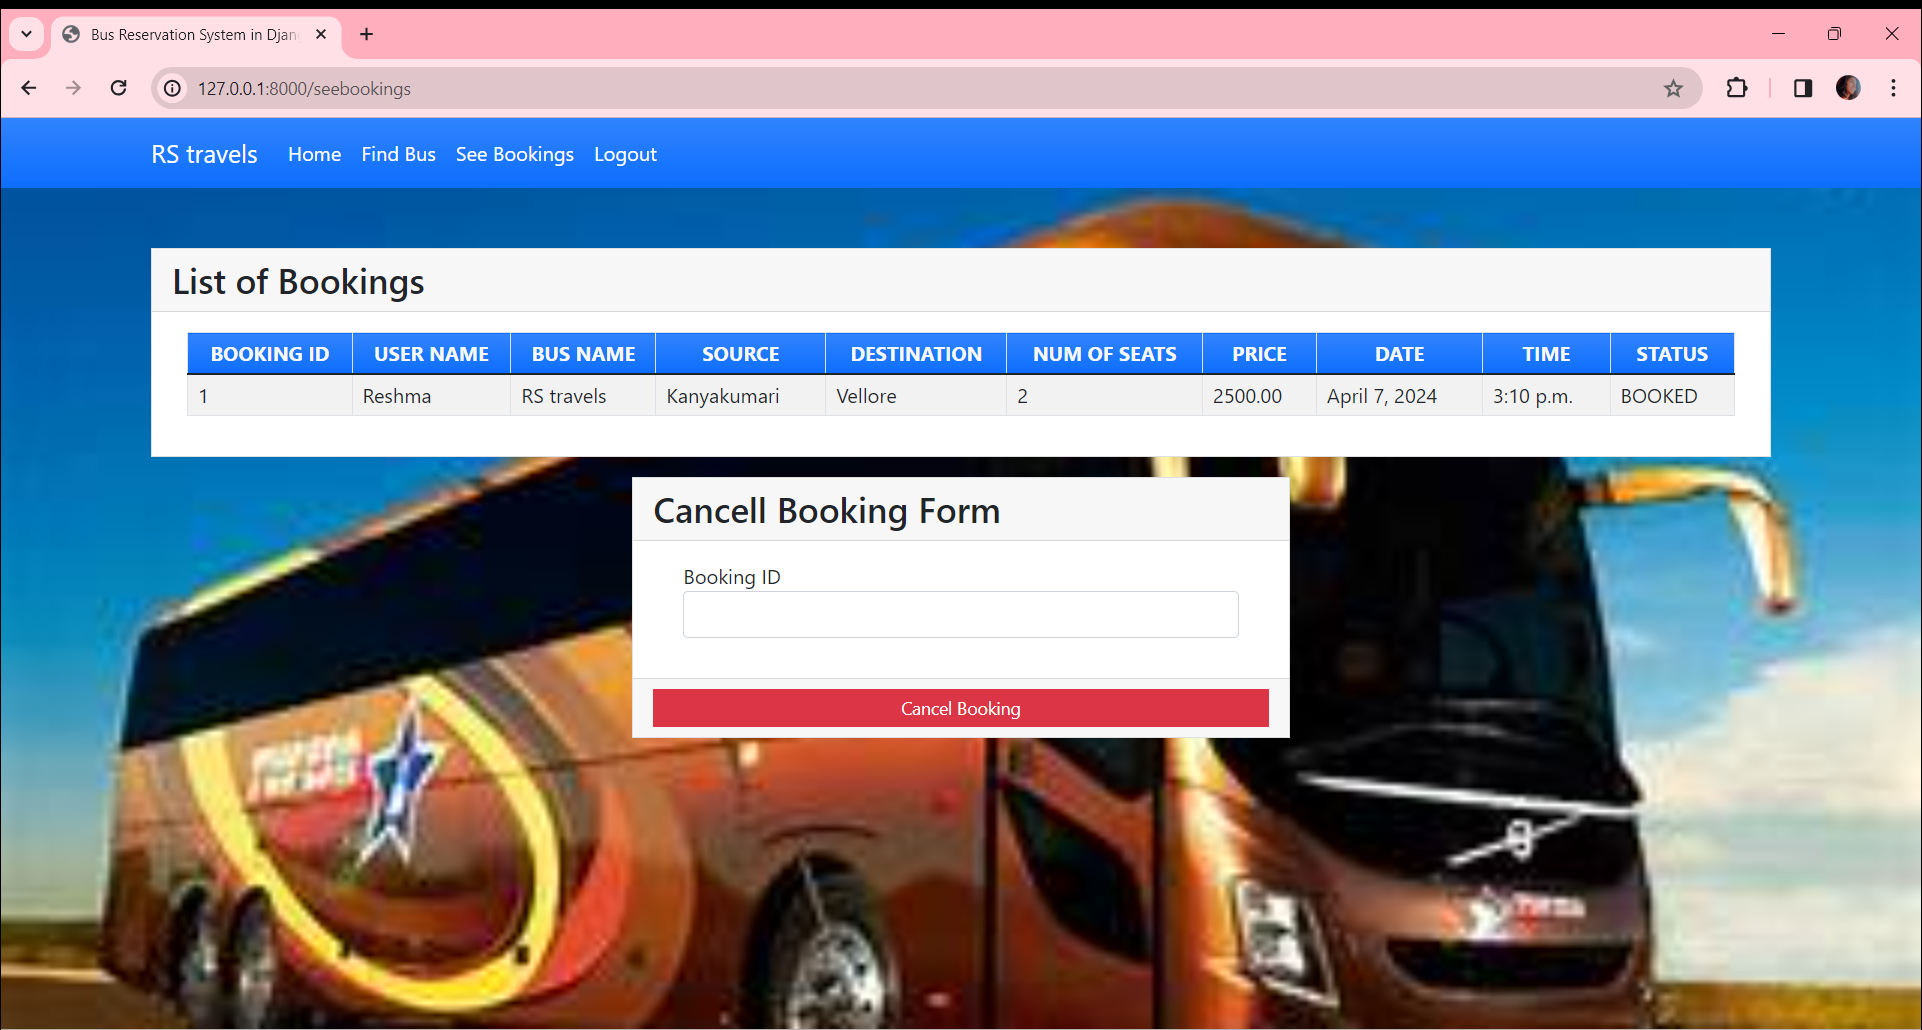 Bus Reservation System in Djan
127.0.0.1:8000/seebookings
RS travels Home Find Bus See Bookings Logout
List of Bookings
BOOKING ID USER NAME BUS NAME SOURCE DESTINATION NUM OF SEATS PRICE DATE TIME STATUS
1 Reshma RS travels Kanyakumari Vellore 2 2500.00 April 7, 2024 3:10 p.m. BOOKED
Cancell Booking Form
Booking ID
Cancel Booking